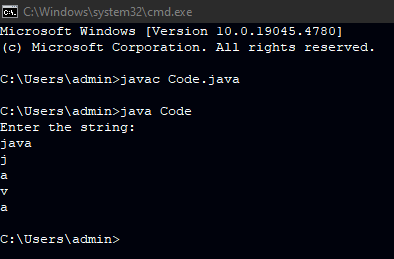 C:\Windows\system32\cmd.exe
Microsoft Windows [Version 10.0.19045.4780]
(c) Microsoft Corporation. All rights reserved.
C:\Users\admin>javac Code.java
C:\Users\admin>java Code
Enter the string:
java
j
a
v
a
C:\Users\admin>